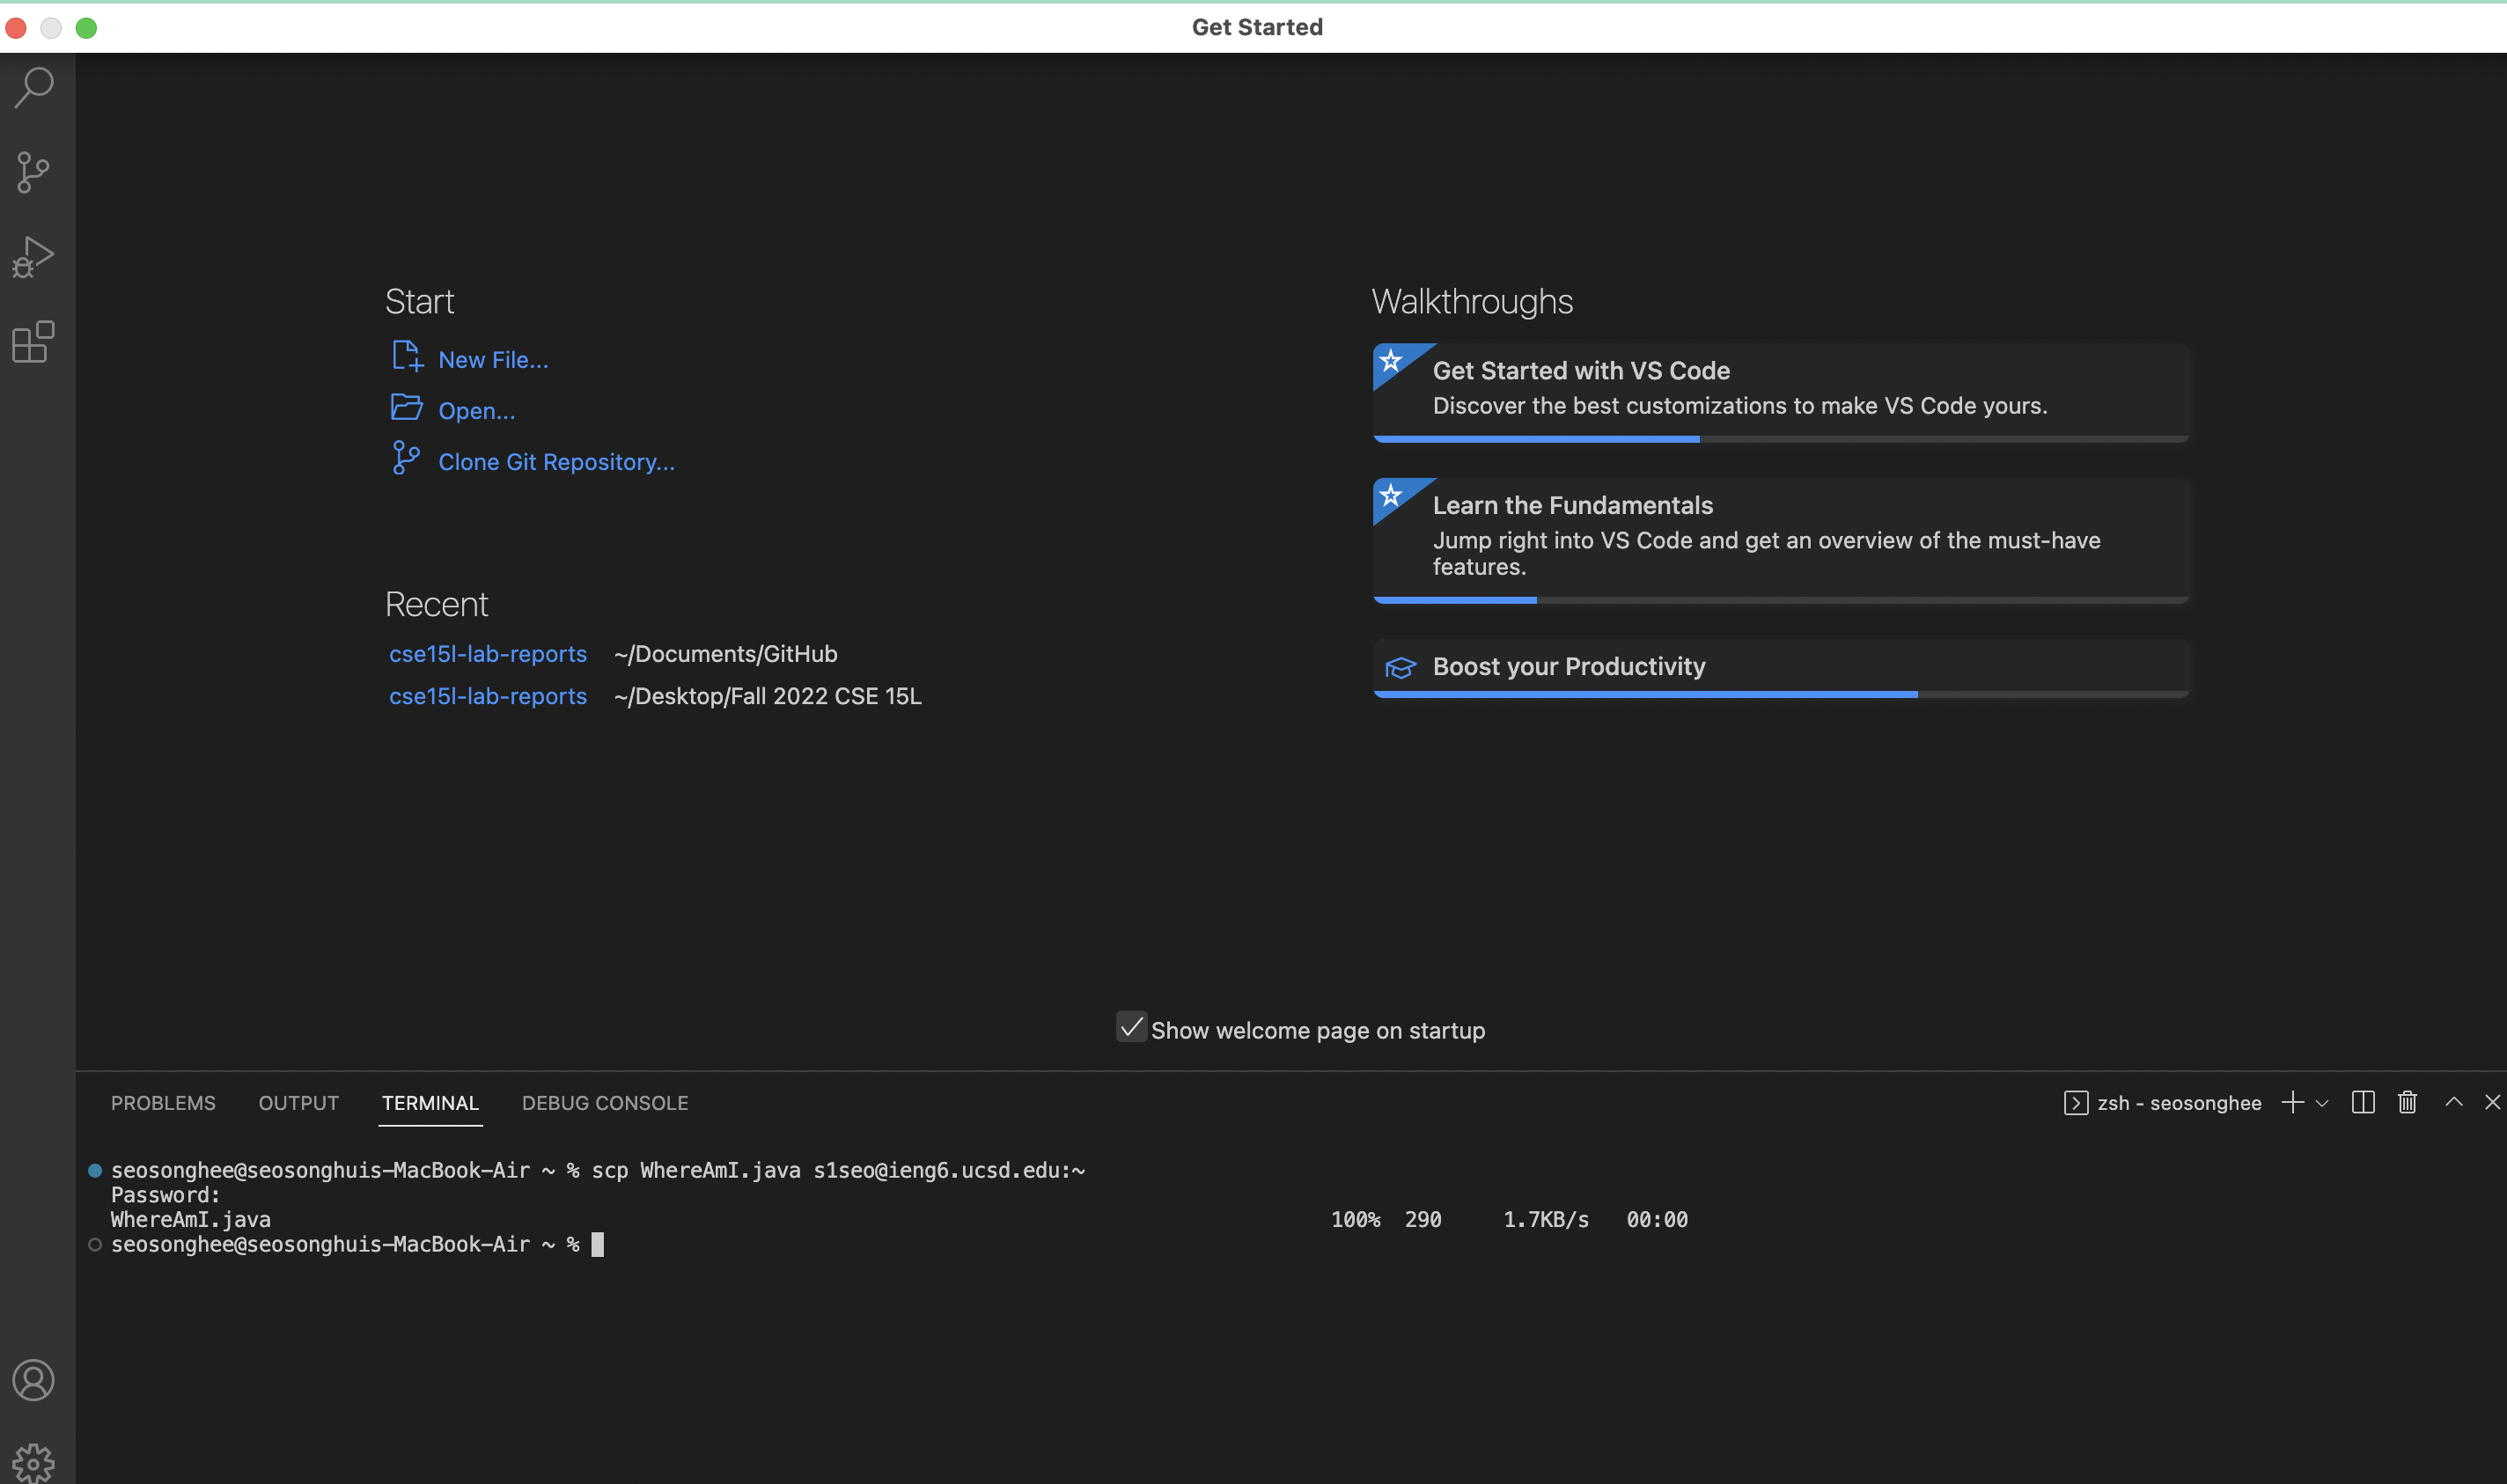 Get Started
Start
New File...
Open...
Clone Git Repository...
Recent
cse15l-lab-reports ~/Documents/GitHub
cse15l-lab-reports ~/Desktop/Fall 2022 CSE 15L
Walkthroughs
Get Started with VS Code
Discover the best customizations to make VS Code yours.
Learn the Fundamentals
Jump right into VS Code and get an overview of the must-have
features.
Boost your Productivity
Show welcome page on startup
PROBLEMS OUTPUT TERMINAL DEBUG CONSOLE zsh - seosonghee
seosonghee@seosonghuis-MacBook-Air ~ % scp WhereAmI.java s1seo@ieng6.ucsd.edu:~
Password:
WhereAmI.java 100% 290 1.7KB/s 00:00
seosonghee@seosonghuis-MacBook-Air ~ %